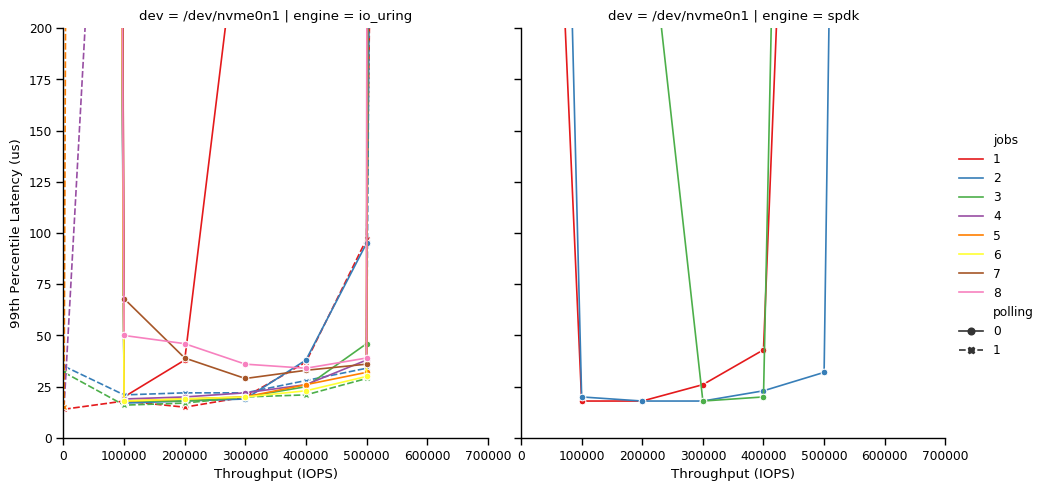 dev = /dev/nvme0n1 | engine = io_uring
dev = /dev/nvme0n1 | engine = spdk
99th Percentile Latency (us)
200
175
150
125
100
75
50
25
0
0 100000 200000 300000 400000 500000 600000 700000
0 100000 200000 300000 400000 500000 600000 700000
Throughput (IOPS)
Throughput (IOPS)
jobs
1
2
3
4
5
6
7
8
polling
0
1